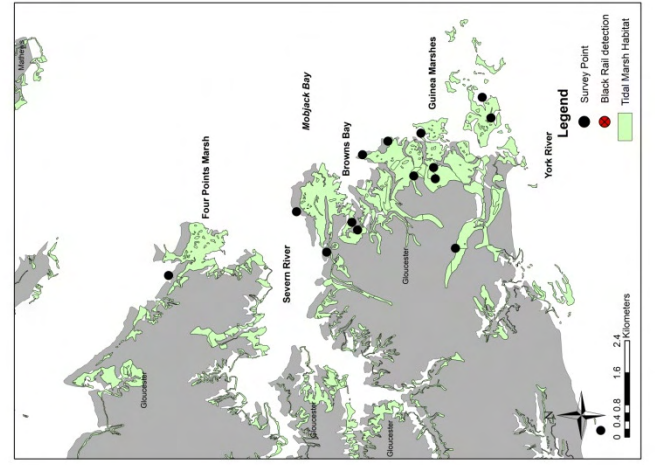 Mathews
Mobjack Bay
Guinea Marshes
Four Points Marsh
Browns Bay
Severn River
York River
Gloucester
Gloucester
Gloucester
Gloucester
Legend
Survey Point
Black Rail detection
Tidal Marsh Habitat
N
0 0.4 0.8 1.6 2.4
Kilometers